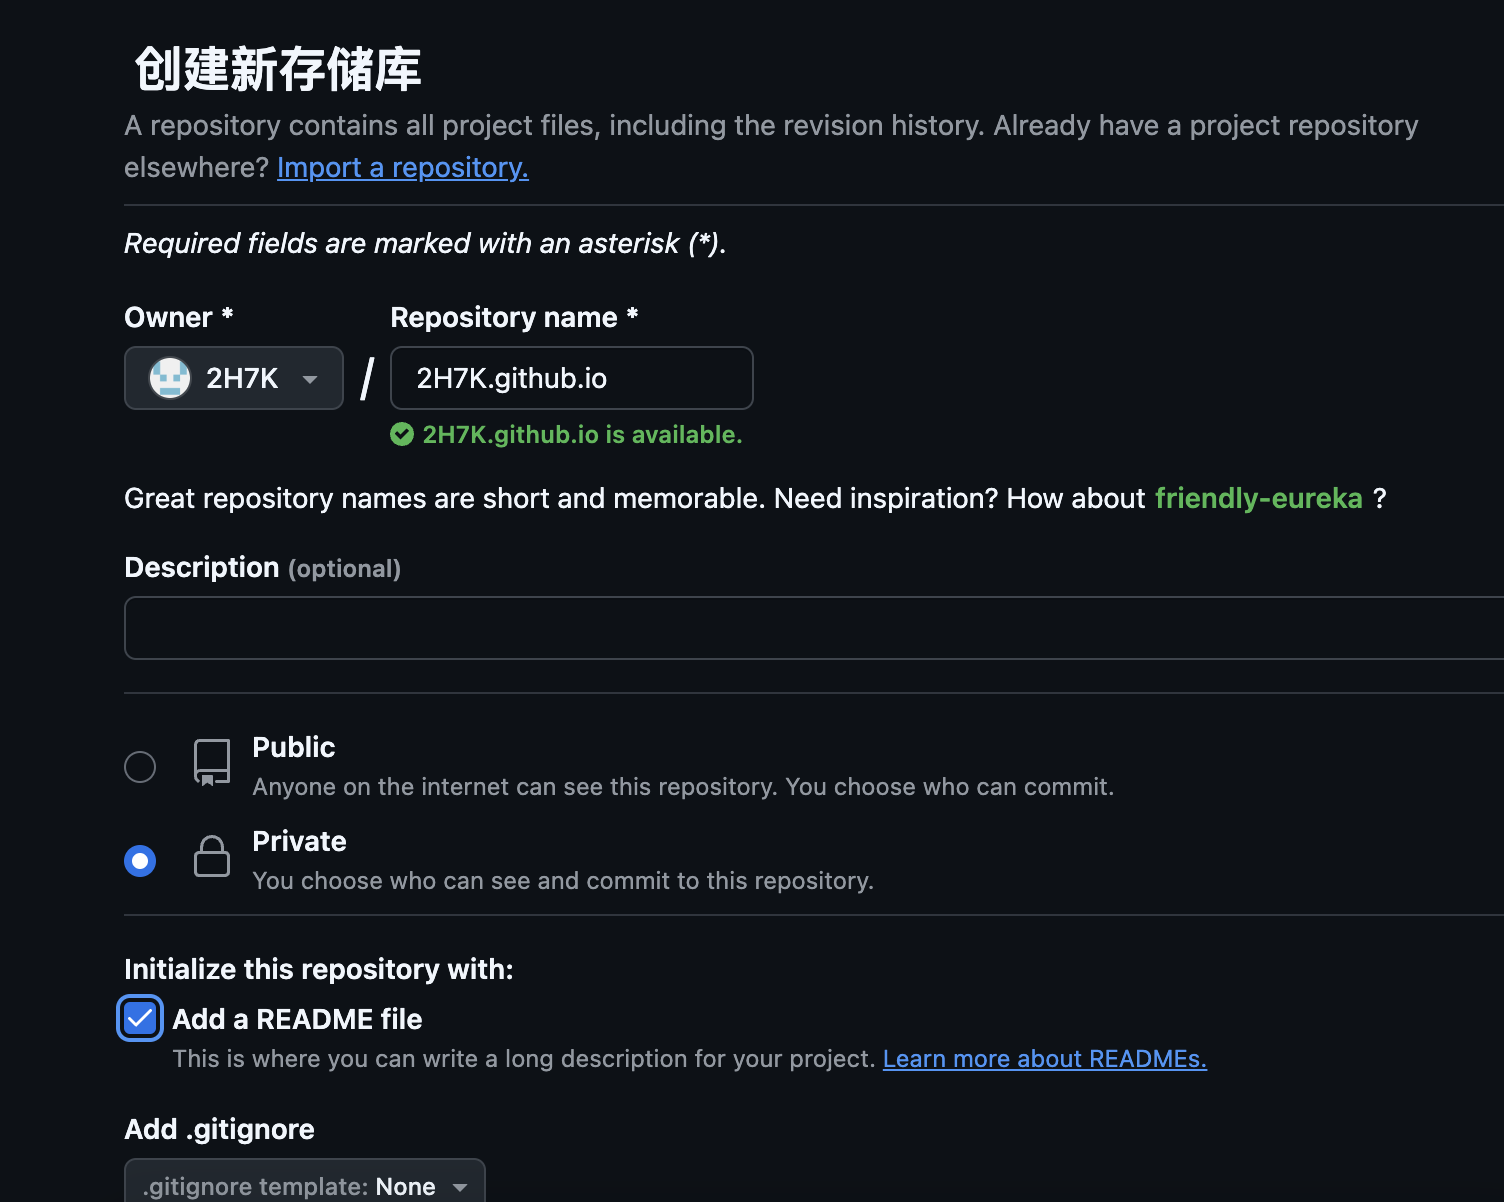 创建新存储库
A repository contains all project files, including the revision history. Already have a project repository
elsewhere? Import a repository.
Required fields are marked with an asterisk (*).
Owner * Repository name *
2H7K / 2H7K.github.io
2H7K.github.io is available.
Great repository names are short and memorable. Need inspiration? How about friendly-eureka ?
Description (optional)
Public
Anyone on the internet can see this repository. You choose who can commit.
Private
You choose who can see and commit to this repository.
Initialize this repository with:
Add a README file
This is where you can write a long description for your project. Learn more about READMEs.
Add .gitignore
.gitignore template: None